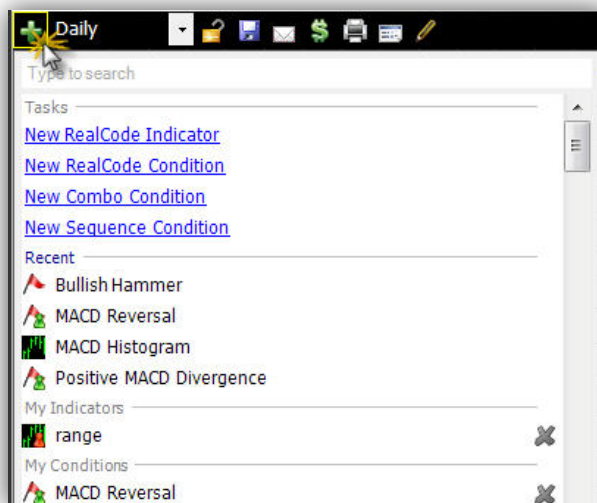 Daily
Type to search
Tasks
New RealCode Indicator
New RealCode Condition
New Combo Condition
New Sequence Condition
Recent
Bullish Hammer
MACD Reversal
MACD Histogram
Positive MACD Divergence
My Indicators
range
My Conditions
MACD Reversal